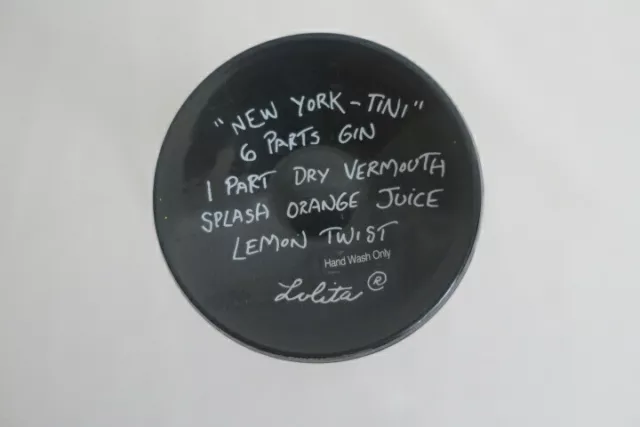 "NEW YORK-TINI"
6 PARTS GIN
1 PART DRY VERMOUTH
SPLASH ORANGE JUICE
LEMON TWIST
Hand Wash Only
Lolita ®